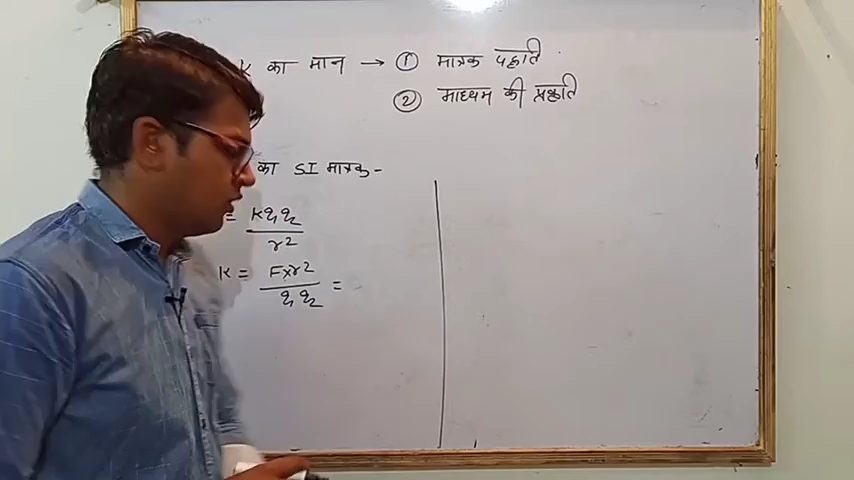 K का मान → ① मात्रक पद्धति
② माध्यम की प्रकृति
का SI मात्रक -
= Kq₁q₂ / r²
K = F×r² / q₁q₂ =